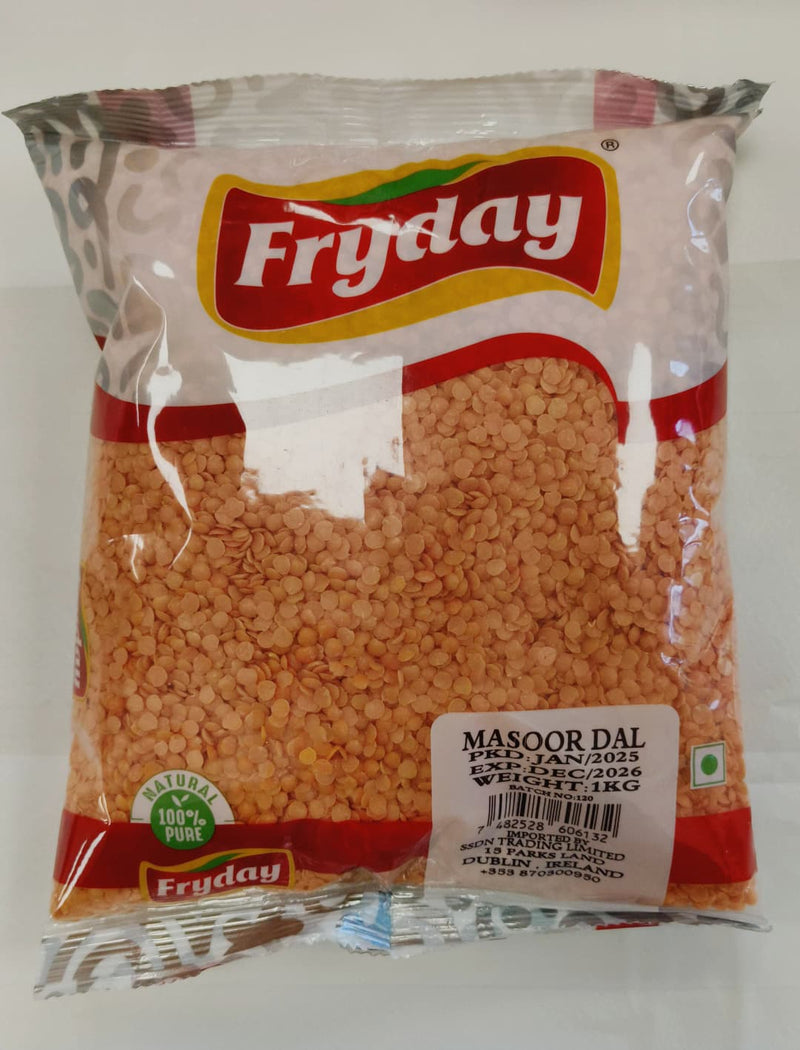 Fryday ®
MASOOR DAL
PKD:JAN/2025
EXP:DEC/2026
WEIGHT:1KG
BATCH NO:120
7 482528 606132
IMPORTED BY
SSDN TRADING LIMITED
15 PARKS LAND
DUBLIN , IRELAND
+353 870300930
NATURAL
100%
PURE
Fryday